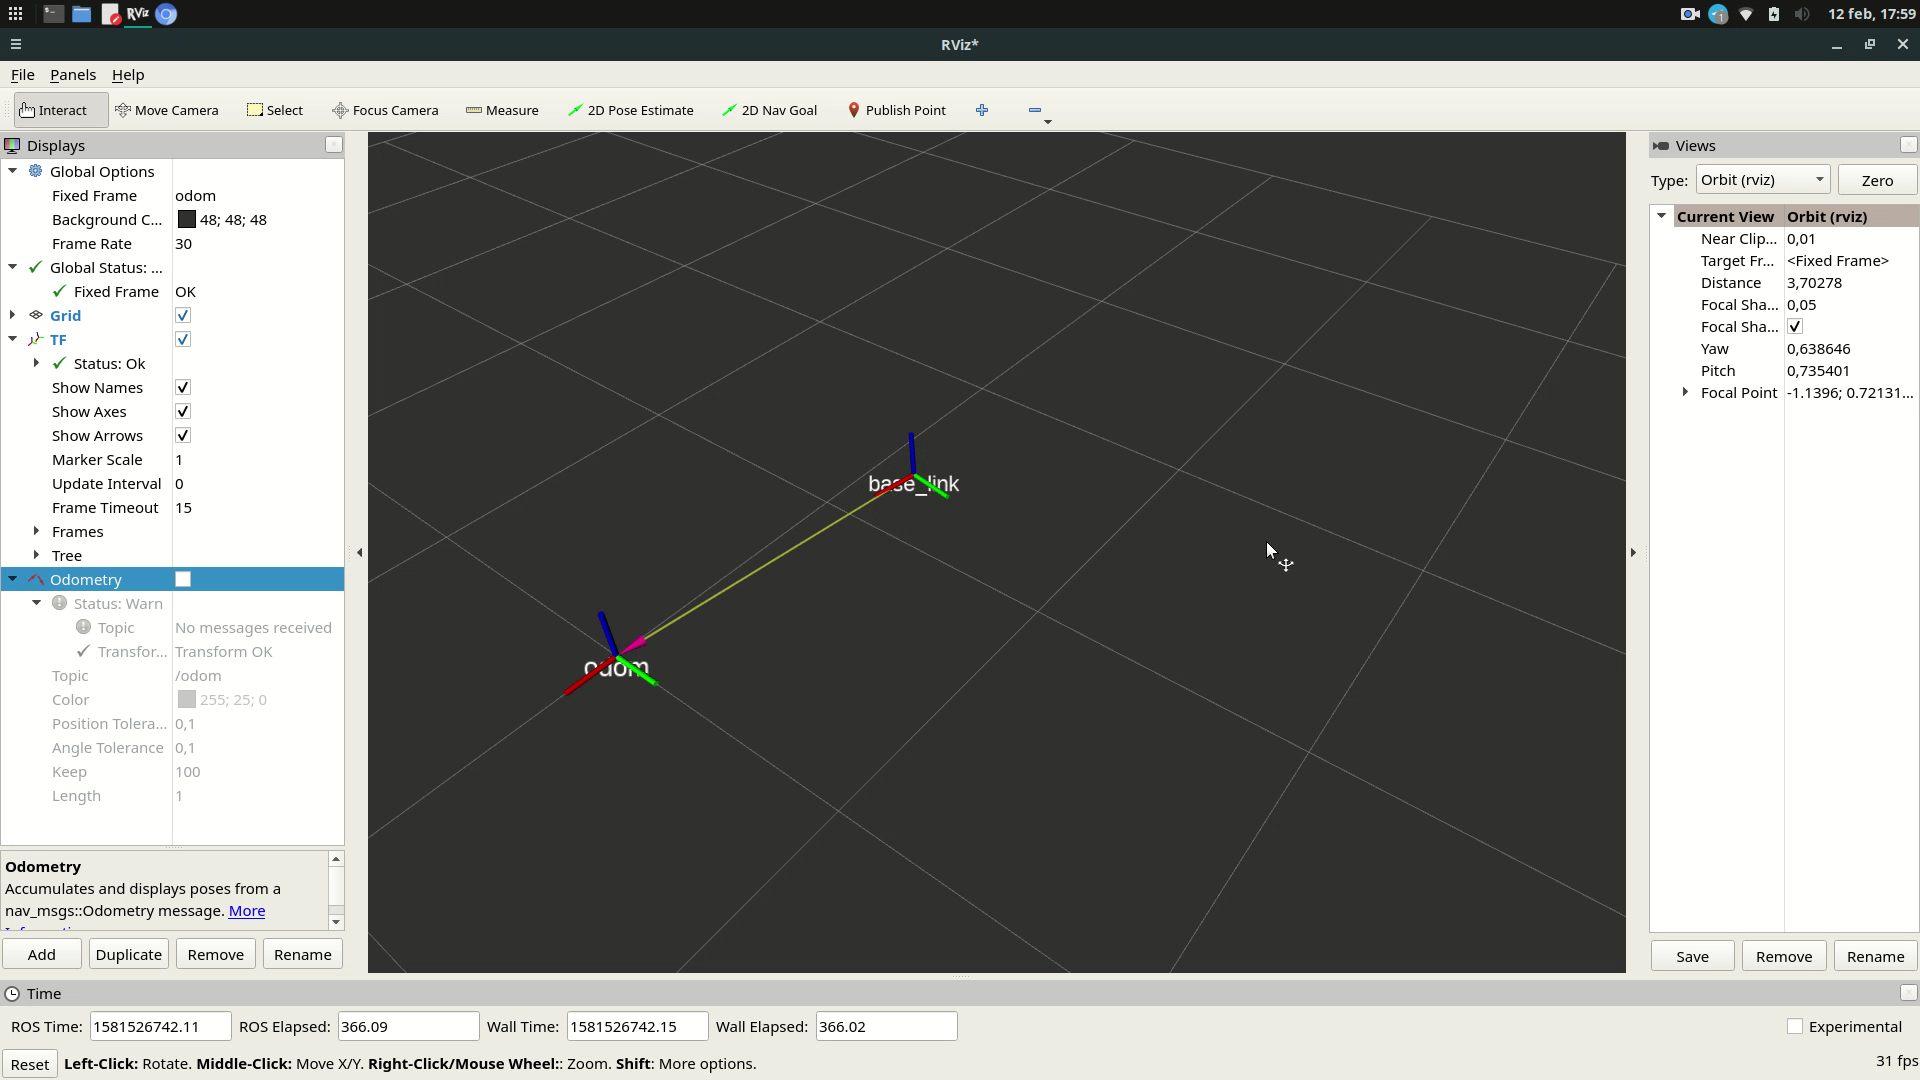 RViz
12 feb, 17:59
RViz*
File Panels Help
Interact Move Camera Select Focus Camera Measure 2D Pose Estimate 2D Nav Goal Publish Point
Displays
Global Options
Fixed Frame odom
Background C... 48; 48; 48
Frame Rate 30
Global Status: ...
Fixed Frame OK
Grid
TF
Status: Ok
Show Names
Show Axes
Show Arrows
Marker Scale 1
Update Interval 0
Frame Timeout 15
Frames
Tree
Odometry
Status: Warn
Topic No messages received
Transfor... Transform OK
Topic /odom
Color 255; 25; 0
Position Tolera... 0,1
Angle Tolerance 0,1
Keep 100
Length 1
Odometry
Accumulates and displays poses from a
nav_msgs::Odometry message. More
Add Duplicate Remove Rename
base_link
odom
Views
Type: Orbit (rviz) Zero
Current View Orbit (rviz)
Near Clip... 0,01
Target Fr... <Fixed Frame>
Distance 3,70278
Focal Sha... 0,05
Focal Sha...
Yaw 0,638646
Pitch 0,735401
Focal Point -1.1396; 0.72131...
Save Remove Rename
Time
ROS Time: 1581526742.11 ROS Elapsed: 366.09 Wall Time: 1581526742.15 Wall Elapsed: 366.02 Experimental
Reset Left-Click: Rotate. Middle-Click: Move X/Y. Right-Click/Mouse Wheel:: Zoom. Shift: More options. 31 fps